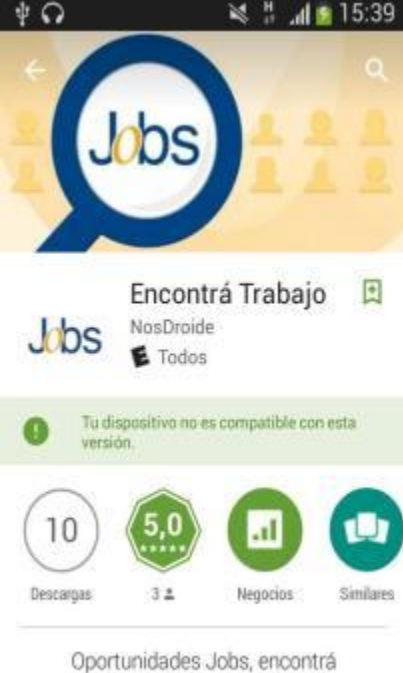 H
15:39
Jobs
Encontrá Trabajo
NosDroide
Jobs
E Todos
Tu dispositivo no es compatible con esta
versión.
10
5,0
Descargas
3
Negocios
Similares
Oportunidades Jobs, encontrá